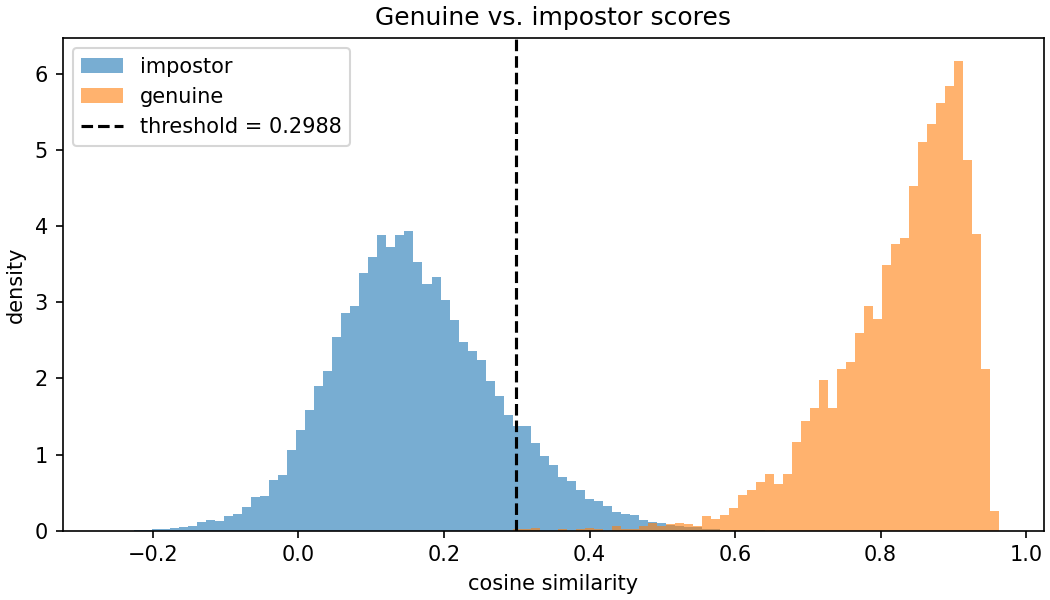 Genuine vs. impostor scores
impostor
genuine
threshold = 0.2988
density
6
5
4
3
2
1
0
−0.2
0.0
0.2
0.4
0.6
0.8
1.0
cosine similarity